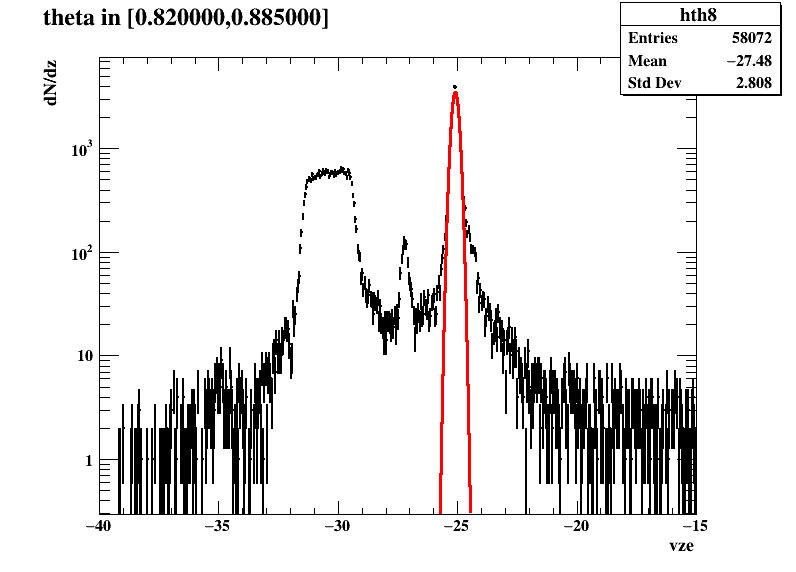 theta in [0.820000,0.885000]
hth8
Entries 58072
Mean −27.48
Std Dev 2.808
dN/dz
10³
10²
10
1
−40 −35 −30 −25 −20 −15
vze